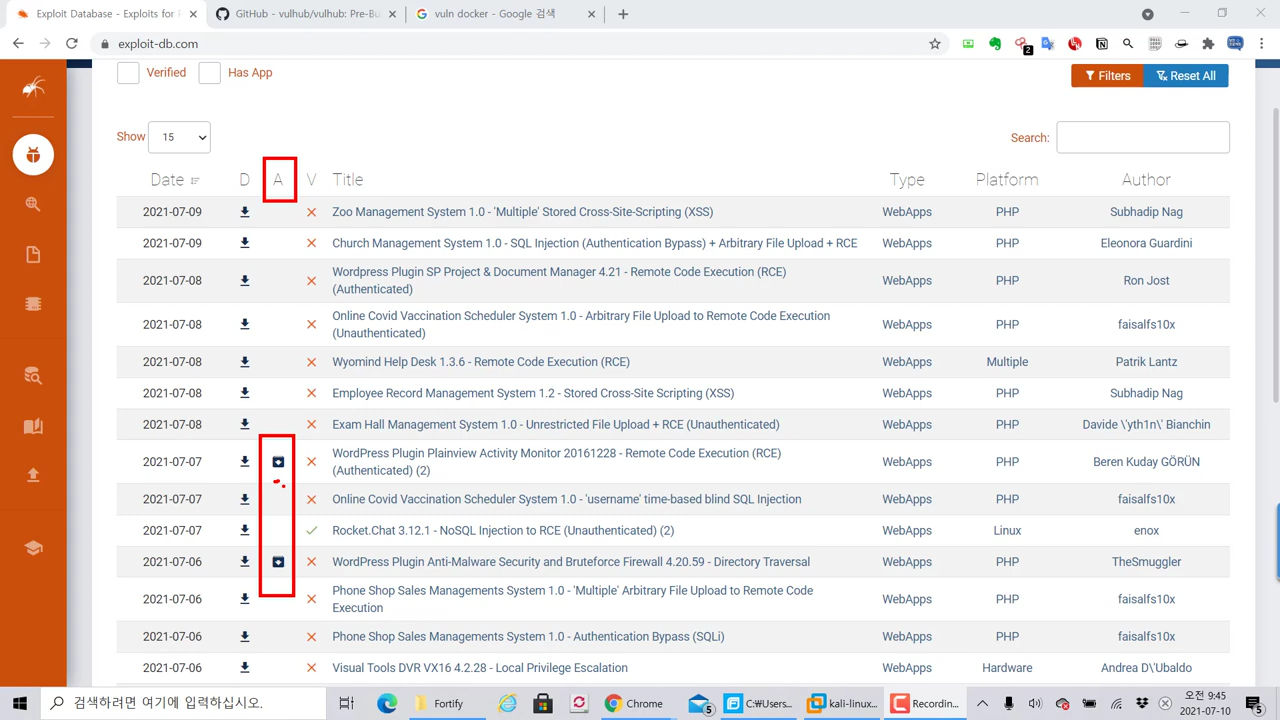 Exploit Database - Exploits for P
GitHub - vulhub/vulhub: Pre-Bu
vuln docker - Google 검색
exploit-db.com
2
Verified
Has App
Filters
Reset All
Show
15
Search:
Date D A V Title Type Platform Author
2021-07-09 Zoo Management System 1.0 - 'Multiple' Stored Cross-Site-Scripting (XSS) WebApps PHP Subhadip Nag
2021-07-09 Church Management System 1.0 - SQL Injection (Authentication Bypass) + Arbitrary File Upload + RCE WebApps PHP Eleonora Guardini
2021-07-08 Wordpress Plugin SP Project & Document Manager 4.21 - Remote Code Execution (RCE)
(Authenticated) WebApps PHP Ron Jost
2021-07-08 Online Covid Vaccination Scheduler System 1.0 - Arbitrary File Upload to Remote Code Execution
(Unauthenticated) WebApps PHP faisalfs10x
2021-07-08 Wyomind Help Desk 1.3.6 - Remote Code Execution (RCE) WebApps Multiple Patrik Lantz
2021-07-08 Employee Record Management System 1.2 - Stored Cross-Site Scripting (XSS) WebApps PHP Subhadip Nag
2021-07-08 Exam Hall Management System 1.0 - Unrestricted File Upload + RCE (Unauthenticated) WebApps PHP Davide \'yth1n\' Bianchin
2021-07-07 WordPress Plugin Plainview Activity Monitor 20161228 - Remote Code Execution (RCE)
(Authenticated) (2) WebApps PHP Beren Kuday GÖRÜN
2021-07-07 Online Covid Vaccination Scheduler System 1.0 - 'username' time-based blind SQL Injection WebApps PHP faisalfs10x
2021-07-07 Rocket.Chat 3.12.1 - NoSQL Injection to RCE (Unauthenticated) (2) WebApps Linux enox
2021-07-07 WordPress Plugin Anti-Malware Security and Bruteforce Firewall 4.20.59 - Directory Traversal WebApps PHP TheSmuggler
2021-07-06 Phone Shop Sales Managements System 1.0 - 'Multiple' Arbitrary File Upload to Remote Code
Execution WebApps PHP faisalfs10x
2021-07-06 Phone Shop Sales Managements System 1.0 - Authentication Bypass (SQLi) WebApps PHP faisalfs10x
2021-07-06 Visual Tools DVR VX16 4.2.28 - Local Privilege Escalation WebApps Hardware Andrea D\'Ubaldo
검색하려면 여기에 입력하십시오.
Fortify
Chrome
5
C:₩Users...
kali-linux...
Recordin...
오전 9:45
2021-07-10
5